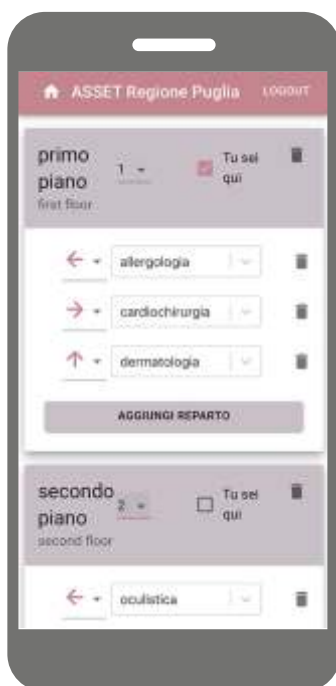 ASSET Regione Puglia LOGOUT
primo piano 1 Tu sei qui
first floor
allergologia
cardiochirurgia
dermatologia
AGGIUNGI REPARTO
secondo piano 2 Tu sei qui
second floor
oculistica